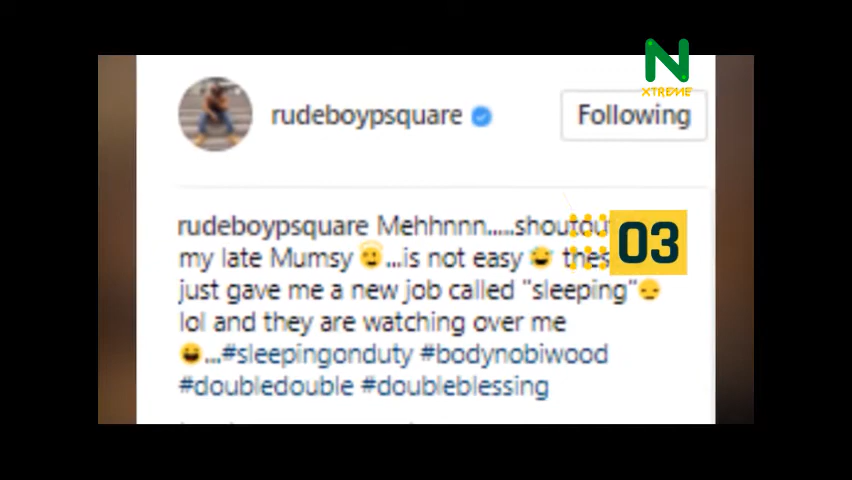 N
XTREME
rudeboypsquare
Following
rudeboypsquare Mehhnnn.....shoutout
03
my late Mumsy 😇...is not easy 😅
just gave me a new job called "sleeping"😔
lol and they are watching over me
😄...#sleepingonduty #bodynobiwood
#doubledouble #doubleblessing